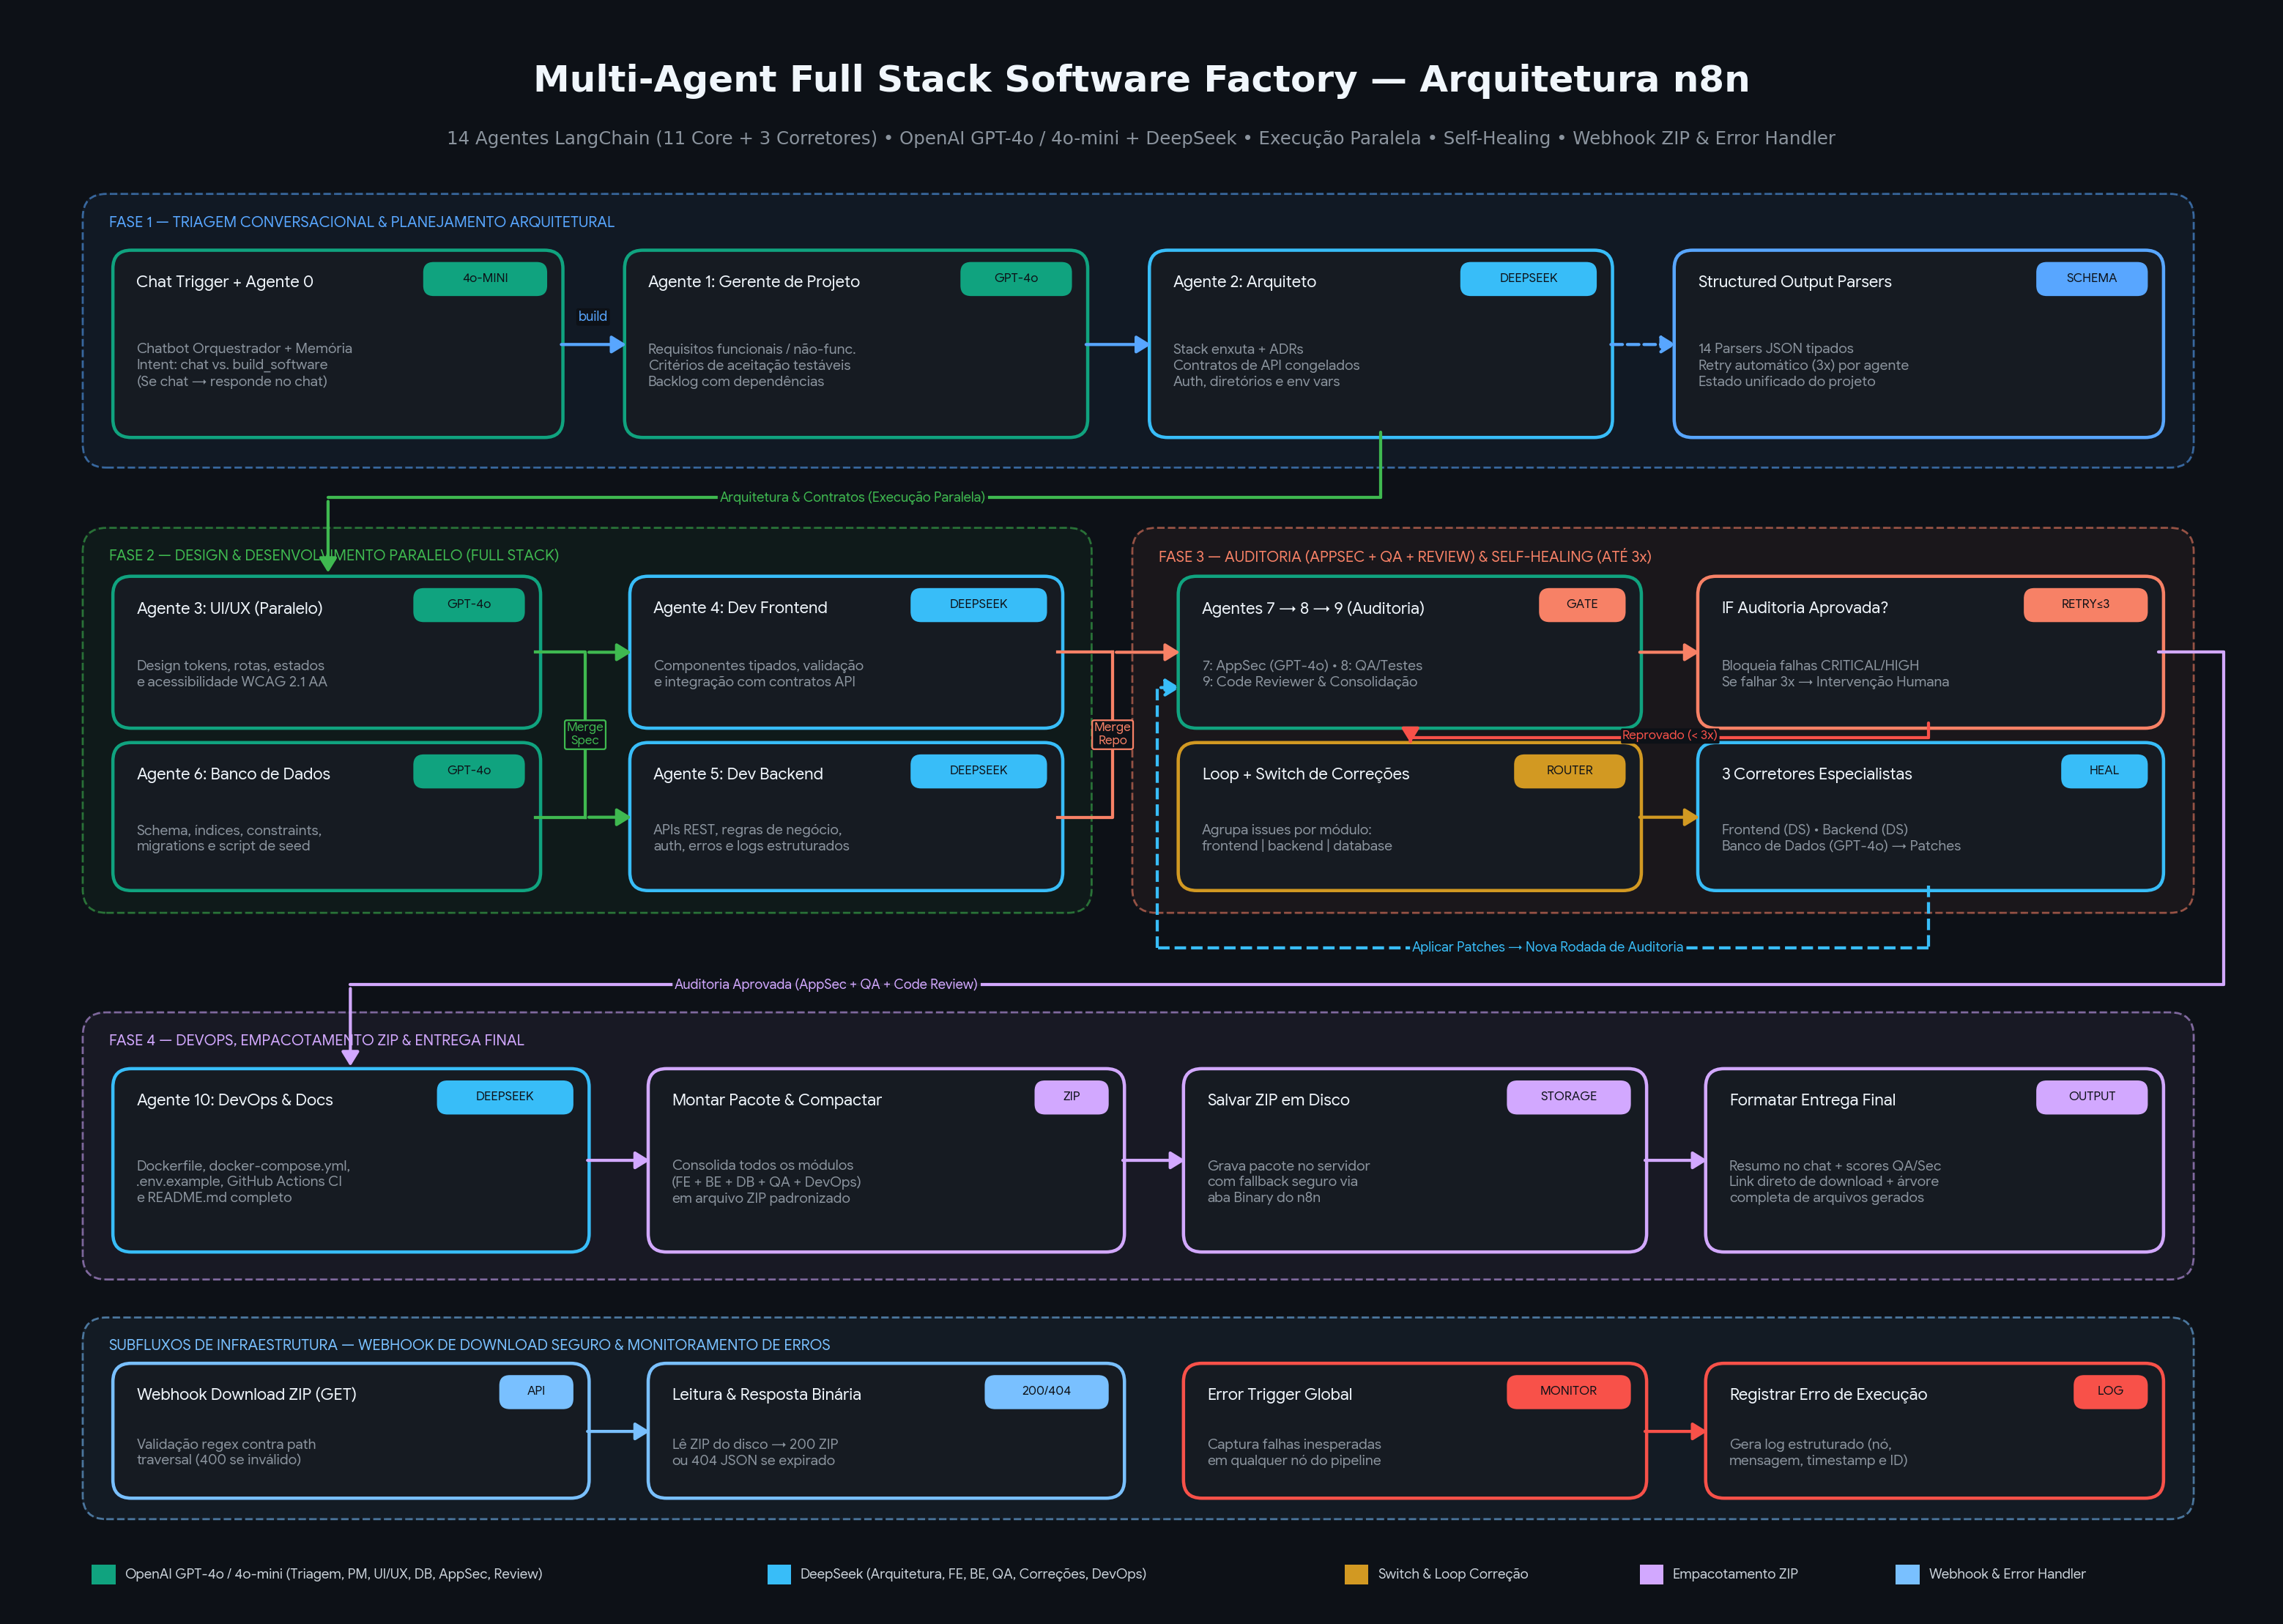 Multi-Agent Full Stack Software Factory — Arquitetura n8n
14 Agentes LangChain (11 Core + 3 Corretores) • OpenAI GPT-4o / 4o-mini + DeepSeek • Execução Paralela • Self-Healing • Webhook ZIP & Error Handler
FASE 1 — TRIAGEM CONVERSACIONAL & PLANEJAMENTO ARQUITETURAL
Chat Trigger + Agente 0
4o-MINI
Chatbot Orquestrador + Memória
Intent: chat vs. build_software
(Se chat → responde no chat)
build
Agente 1: Gerente de Projeto
GPT-4o
Requisitos funcionais / não-func.
Critérios de aceitação testáveis
Backlog com dependências
Agente 2: Arquiteto
DEEPSEEK
Stack enxuta + ADRs
Contratos de API congelados
Auth, diretórios e env vars
Structured Output Parsers
SCHEMA
14 Parsers JSON tipados
Retry automático (3x) por agente
Estado unificado do projeto
Arquitetura & Contratos (Execução Paralela)
FASE 2 — DESIGN & DESENVOLVIMENTO PARALELO (FULL STACK)
Agente 3: UI/UX (Paralelo)
GPT-4o
Design tokens, rotas, estados
e acessibilidade WCAG 2.1 AA
Agente 4: Dev Frontend
DEEPSEEK
Componentes tipados, validação
e integração com contratos API
Merge
Spec
Agente 6: Banco de Dados
GPT-4o
Schema, indices, constraints,
migrations e script de seed
Agente 5: Dev Backend
DEEPSEEK
APIs REST, regras de negócio,
auth, erros e logs estruturados
Merge
Repo
FASE 3 — AUDITORIA (APPSEC + QA + REVIEW) & SELF-HEALING (ATÉ 3x)
Agentes 7 → 8 → 9 (Auditoria)
GATE
7: AppSec (GPT-4o) • 8: QA/Testes
9: Code Reviewer & Consolidação
IF Auditoria Aprovada?
RETRY≤3
Bloqueia falhas CRITICAL/HIGH
Se falhar 3x → Intervenção Humana
Reprovado (< 3x)
Loop + Switch de Correções
ROUTER
Agrupa issues por módulo:
frontend | backend | database
3 Corretores Especialistas
HEAL
Frontend (DS) • Backend (DS)
Banco de Dados (GPT-4o) → Patches
Aplicar Patches → Nova Rodada de Auditoria
Auditoria Aprovada (AppSec + QA + Code Review)
FASE 4 — DEVOPS, EMPACOTAMENTO ZIP & ENTREGA FINAL
Agente 10: DevOps & Docs
DEEPSEEK
Dockerfile, docker-compose.yml,
.env.example, GitHub Actions CI
e README.md completo
Montar Pacote & Compactar
ZIP
Consolida todos os módulos
(FE + BE + DB + QA + DevOps)
em arquivo ZIP padronizado
Salvar ZIP em Disco
STORAGE
Grava pacote no servidor
com fallback seguro via
aba Binary do n8n
Formatar Entrega Final
OUTPUT
Resumo no chat + scores QA/Sec
Link direto de download + árvore
completa de arquivos gerados
SUBFLUXOS DE INFRAESTRUTURA — WEBHOOK DE DOWNLOAD SEGURO & MONITORAMENTO DE ERROS
Webhook Download ZIP (GET)
API
Validação regex contra path
traversal (400 se inválido)
Leitura & Resposta Binária
200/404
Lê ZIP do disco → 200 ZIP
ou 404 JSON se expirado
Error Trigger Global
MONITOR
Captura falhas inesperadas
em qualquer nó do pipeline
Registrar Erro de Execução
LOG
Gera log estruturado (nó,
mensagem, timestamp e ID)
OpenAI GPT-4o / 4o-mini (Triagem, PM, UI/UX, DB, AppSec, Review)
DeepSeek (Arquitetura, FE, BE, QA, Correções, DevOps)
Switch & Loop Correção
Empacotamento ZIP
Webhook & Error Handler